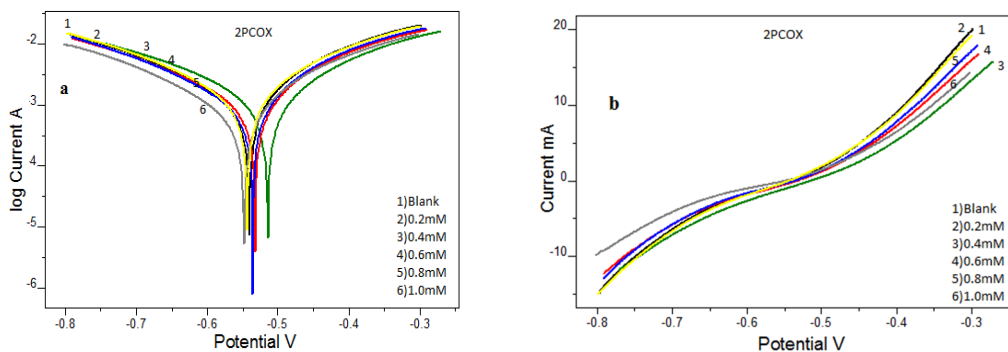 2PCOX
a
1
2
3
4
5
6
-2
-3
-4
-5
-6
log Current A
1)Blank
2)0.2mM
3)0.4mM
4)0.6mM
5)0.8mM
6)1.0mM
-0.8 -0.7 -0.6 -0.5 -0.4 -0.3
Potential V
2PCOX
b
2 1
4
5
3
6
20
10
0
-10
Current mA
1)Blank
2)0.2mM
3)0.4mM
4)0.6mM
5)0.8mM
6)1.0mM
-0.8 -0.7 -0.6 -0.5 -0.4 -0.3
Potential V